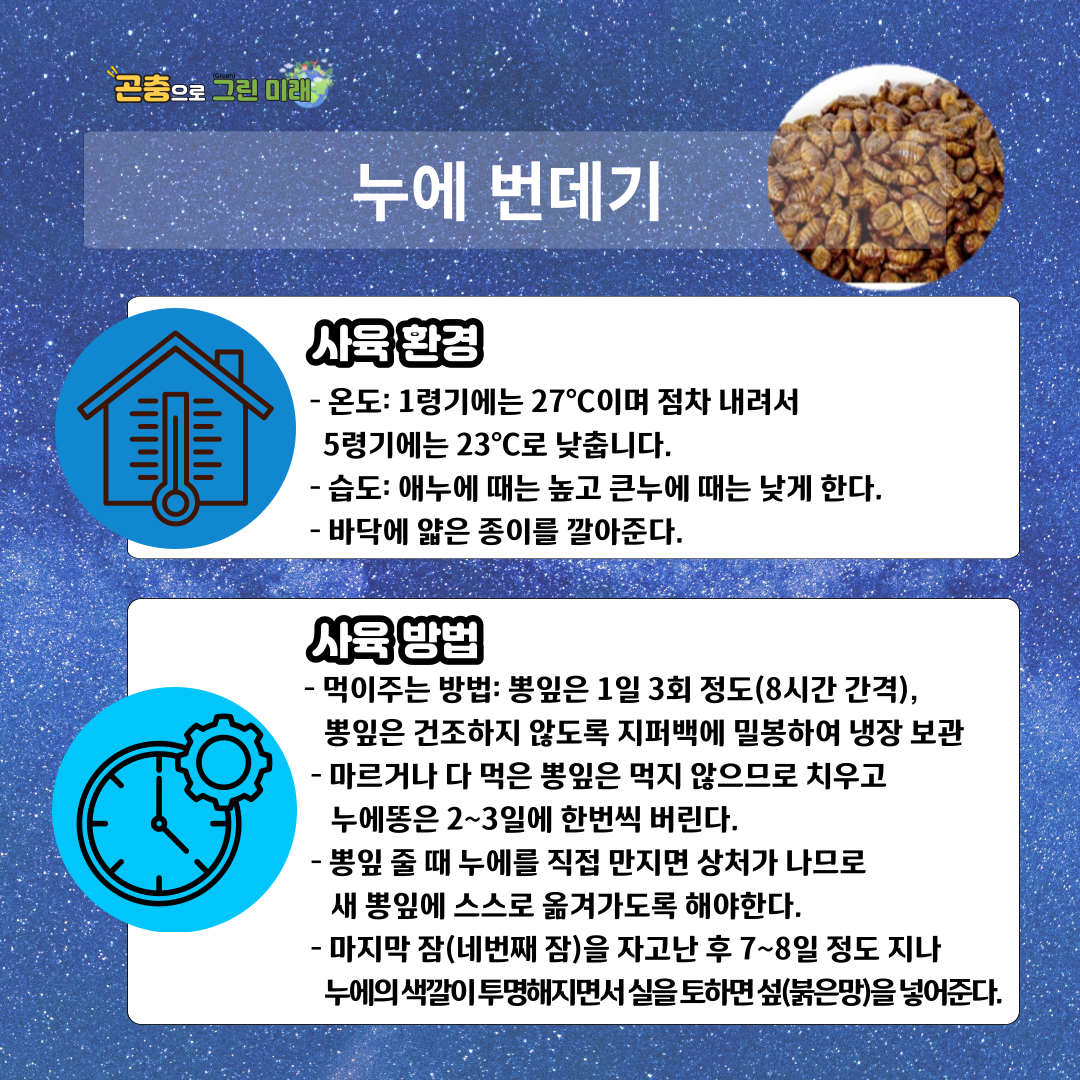 곤충으로 그린(Green) 미래
누에 번데기
사육 환경
- 온도: 1령기에는 27℃이며 점차 내려서
5령기에는 23℃로 낮춥니다.
- 습도: 애누에 때는 높고 큰누에 때는 낮게 한다.
- 바닥에 얇은 종이를 깔아준다.
사육 방법
- 먹이주는 방법: 뽕잎은 1일 3회 정도(8시간 간격),
뽕잎은 건조하지 않도록 지퍼백에 밀봉하여 냉장 보관
- 마르거나 다 먹은 뽕잎은 먹지 않으므로 치우고
누에똥은 2~3일에 한번씩 버린다.
- 뽕잎 줄 때 누에를 직접 만지면 상처가 나므로
새 뽕잎에 스스로 옮겨가도록 해야한다.
- 마지막 잠(네번째 잠)을 자고난 후 7~8일 정도 지나
누에의 색깔이 투명해지면서 실을 토하면 섶(붉은망)을 넣어준다.